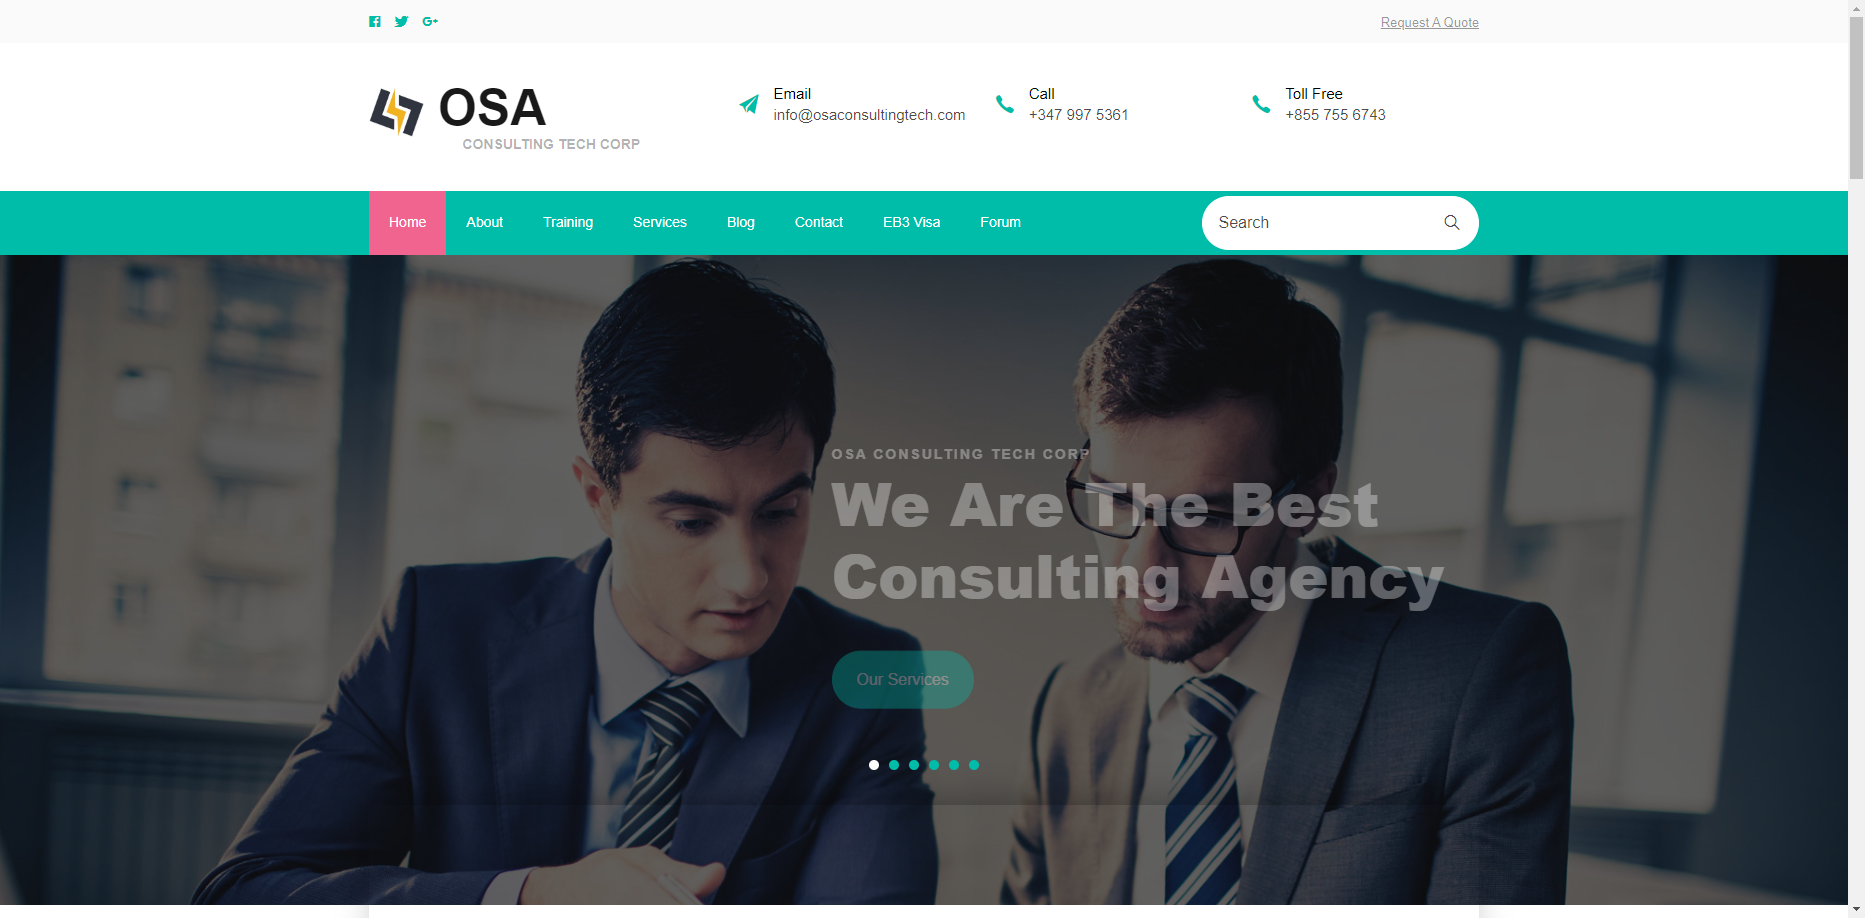 Request A Quote
OSA
CONSULTING TECH CORP
Email
info@osaconsultingtech.com
Call
+347 997 5361
Toll Free
+855 755 6743
Home About Training Services Blog Contact EB3 Visa Forum Search
OSA CONSULTING TECH CORP
We Are The Best
Consulting Agency
Our Services